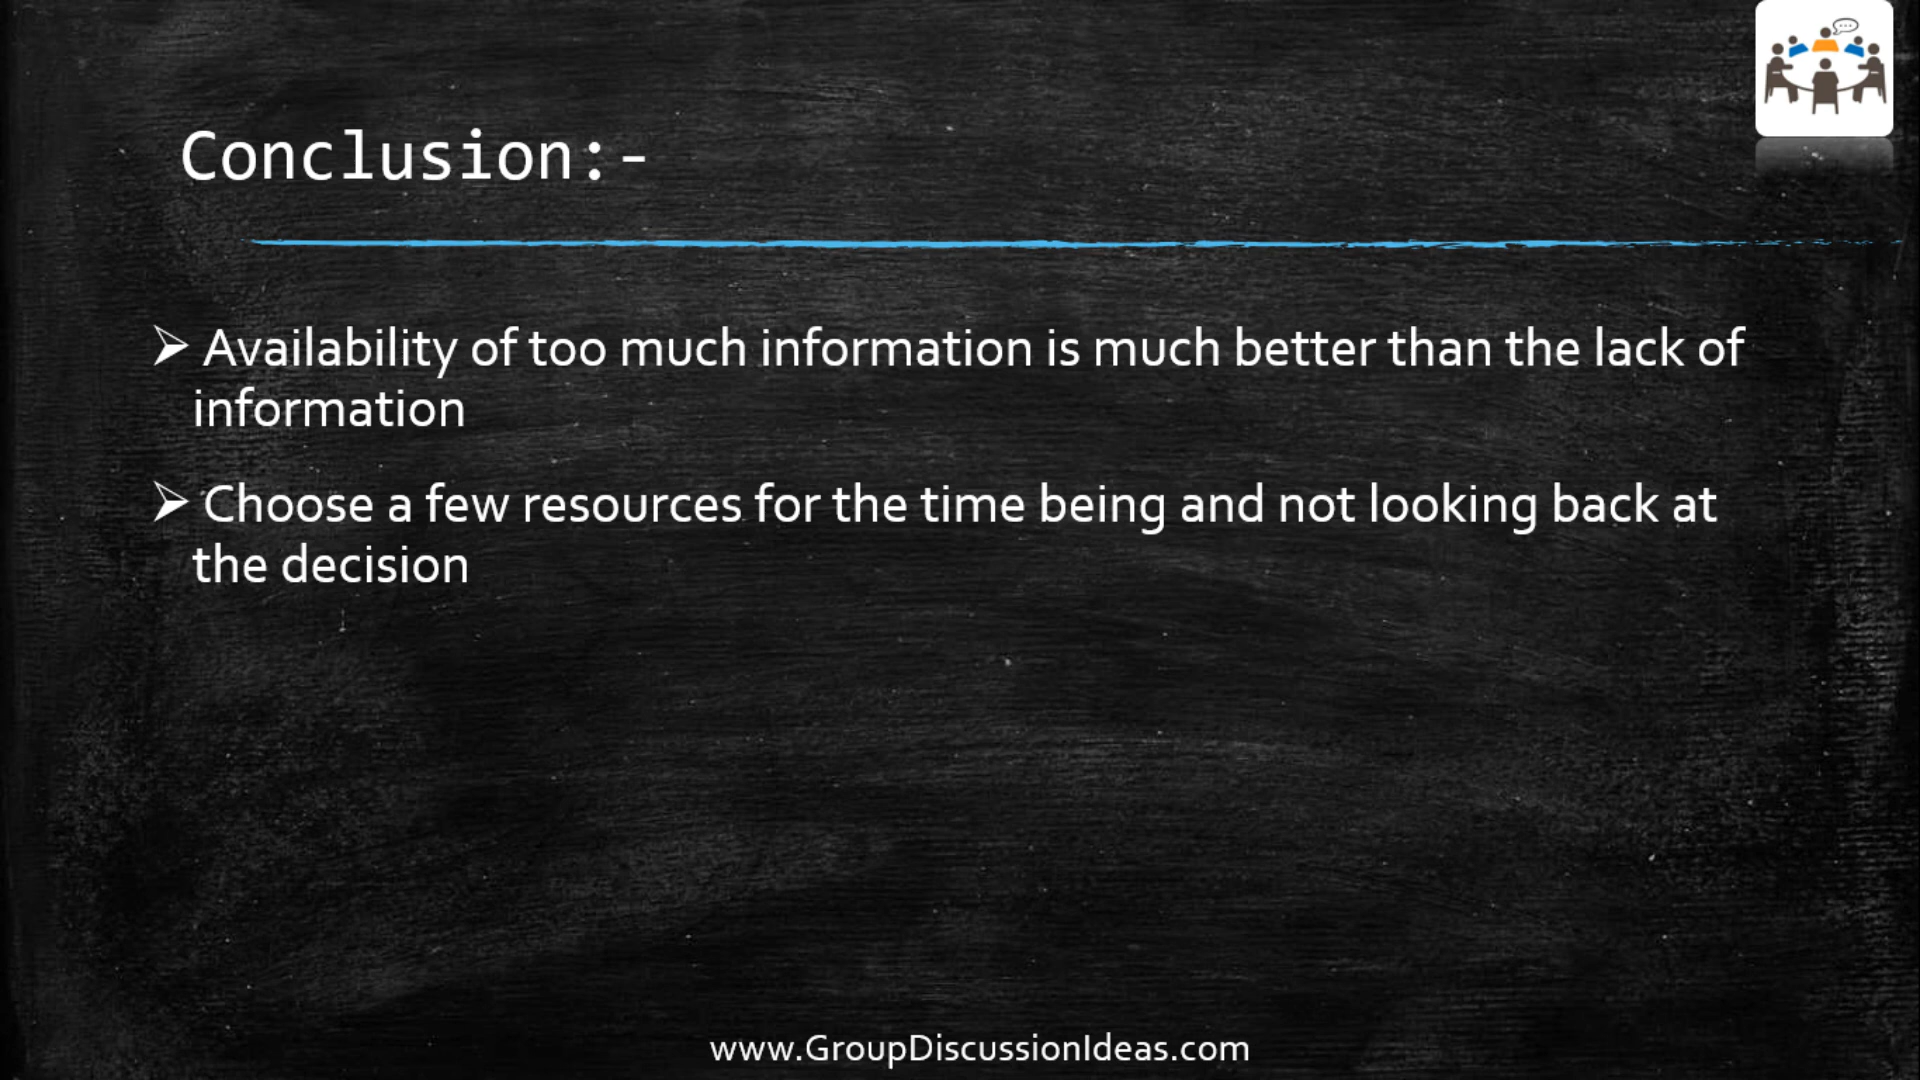 Conclusion:-
➢ Availability of too much information is much better than the lack of
information
➢ Choose a few resources for the time being and not looking back at
the decision
www.GroupDiscussionIdeas.com